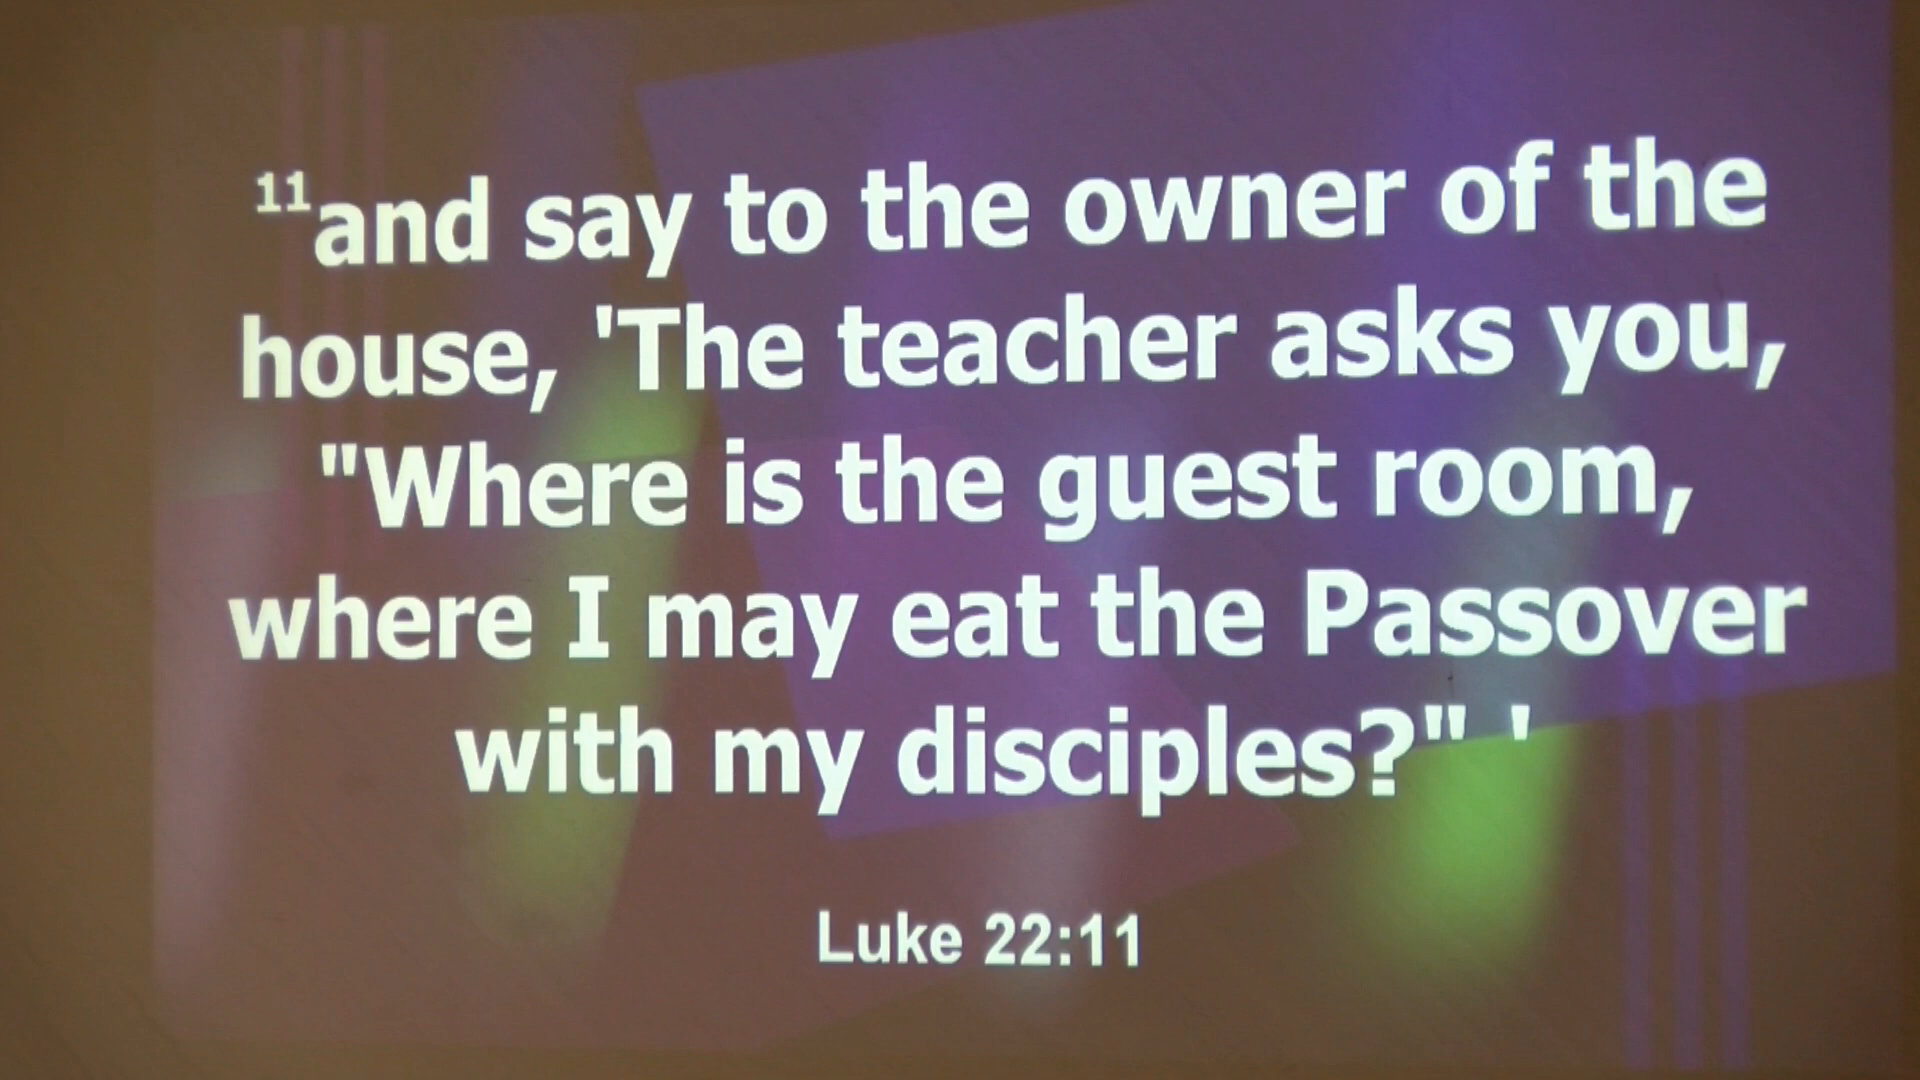 11and say to the owner of the
house, 'The teacher asks you,
"Where is the guest room,
where I may eat the Passover
with my disciples?" '
Luke 22:11